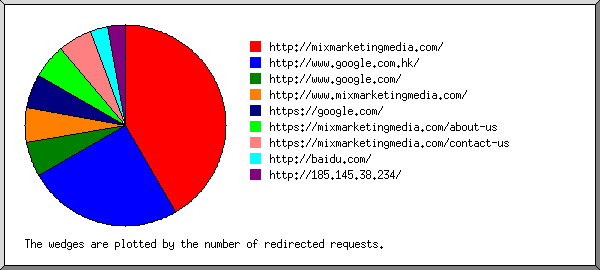 http://mixmarketingmedia.com/
http://www.google.com.hk/
http://www.google.com/
http://www.mixmarketingmedia.com/
https://google.com/
https://mixmarketingmedia.com/about-us
https://mixmarketingmedia.com/contact-us
http://baidu.com/
http://185.145.38.234/
The wedges are plotted by the number of redirected requests.